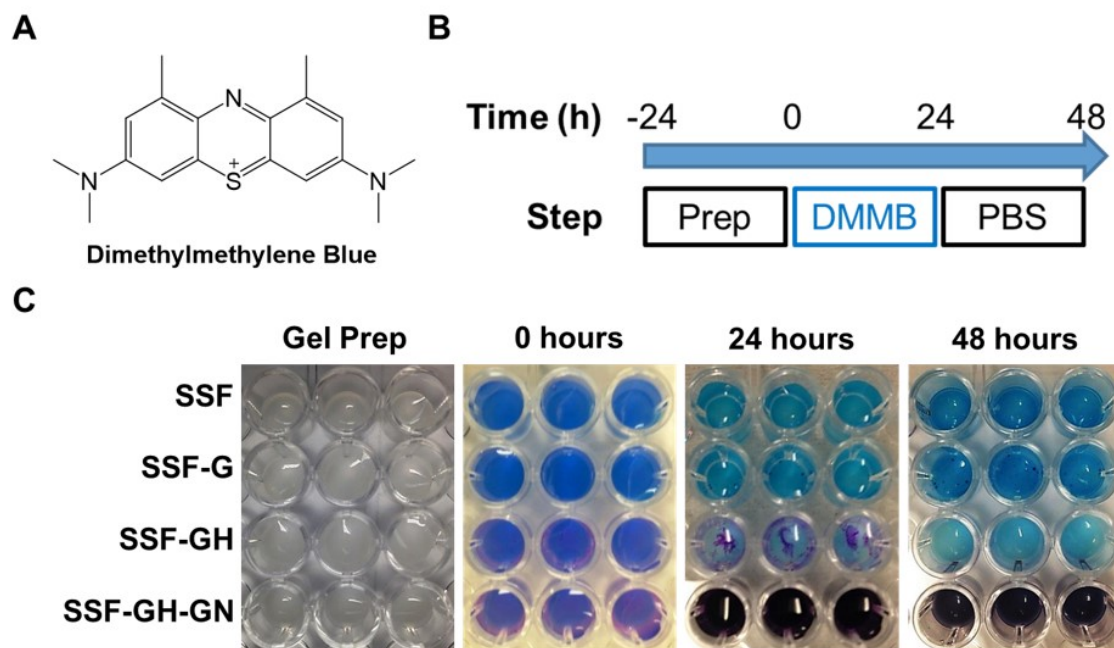 A
N
S
+
N
N
Dimethylmethylene Blue
B
Time (h) -24 0 24 48
Step Prep DMMB PBS
C
Gel Prep 0 hours 24 hours 48 hours
SSF
SSF-G
SSF-GH
SSF-GH-GN